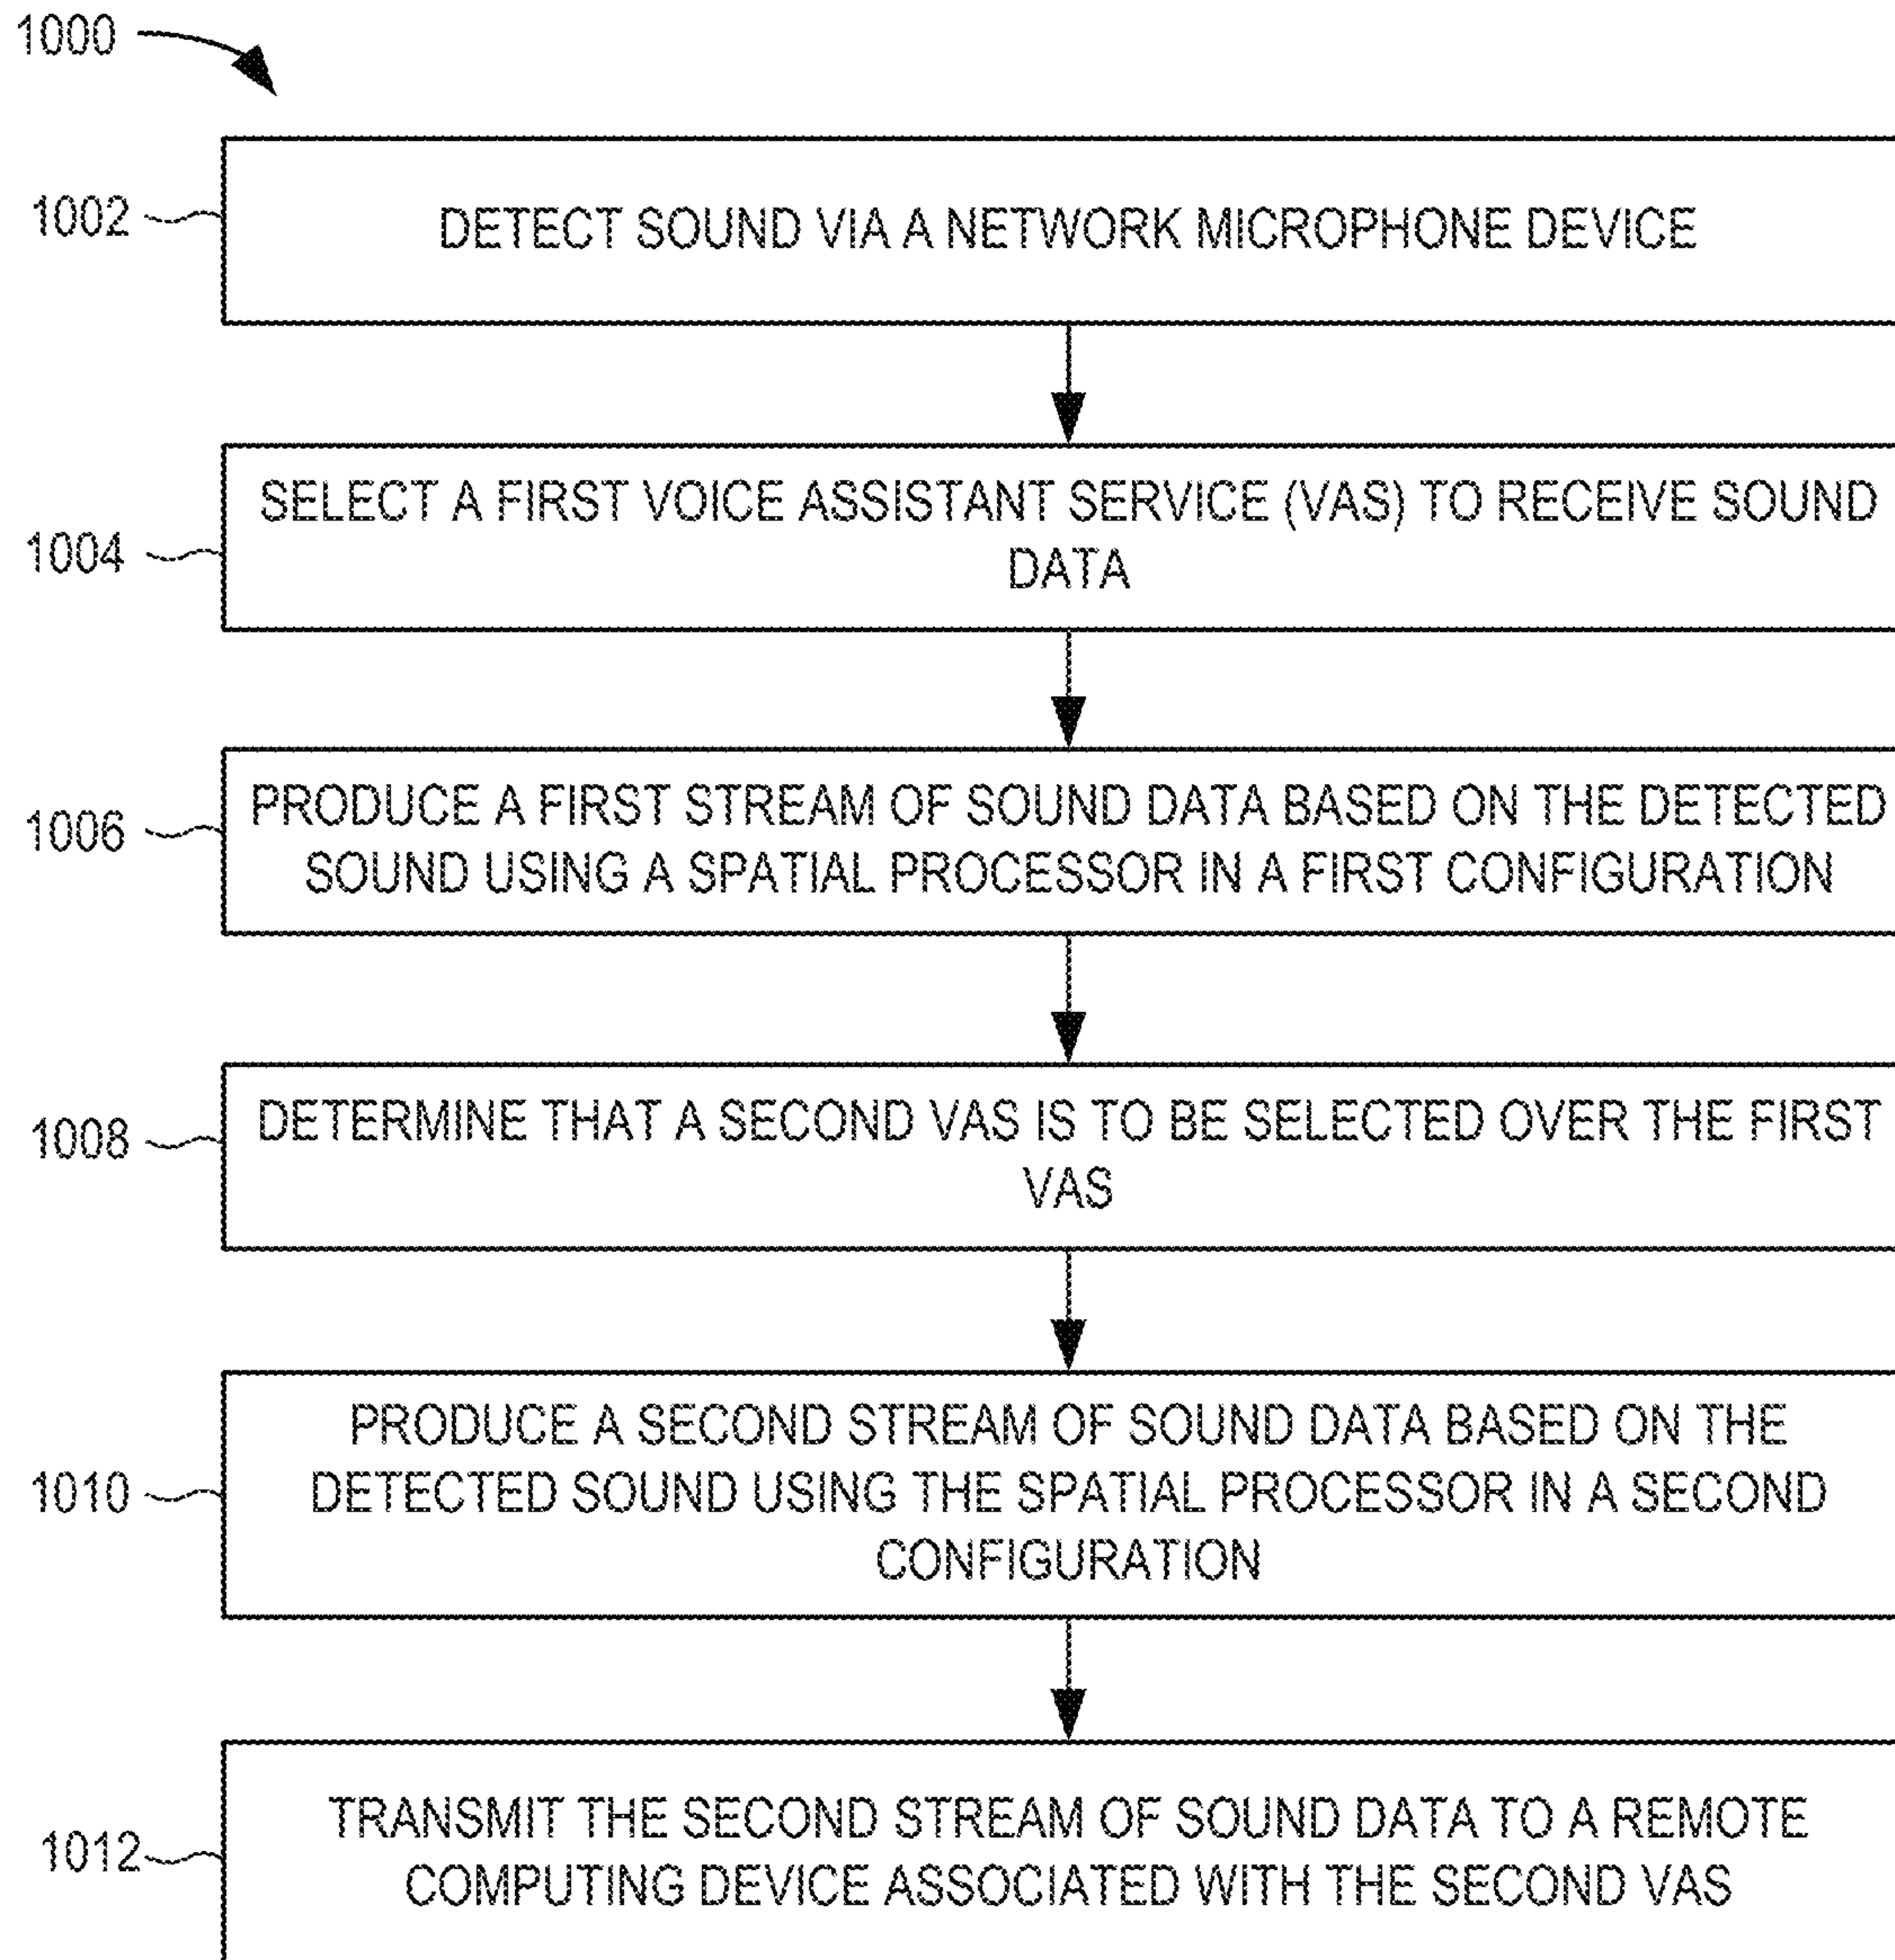 1000
1002
DETECT SOUND VIA A NETWORK MICROPHONE DEVICE
1004
SELECT A FIRST VOICE ASSISTANT SERVICE (VAS) TO RECEIVE SOUND
DATA
1006
PRODUCE A FIRST STREAM OF SOUND DATA BASED ON THE DETECTED
SOUND USING A SPATIAL PROCESSOR IN A FIRST CONFIGURATION
1008
DETERMINE THAT A SECOND VAS IS TO BE SELECTED OVER THE FIRST
VAS
1010
PRODUCE A SECOND STREAM OF SOUND DATA BASED ON THE
DETECTED SOUND USING THE SPATIAL PROCESSOR IN A SECOND
CONFIGURATION
1012
TRANSMIT THE SECOND STREAM OF SOUND DATA TO A REMOTE
COMPUTING DEVICE ASSOCIATED WITH THE SECOND VAS